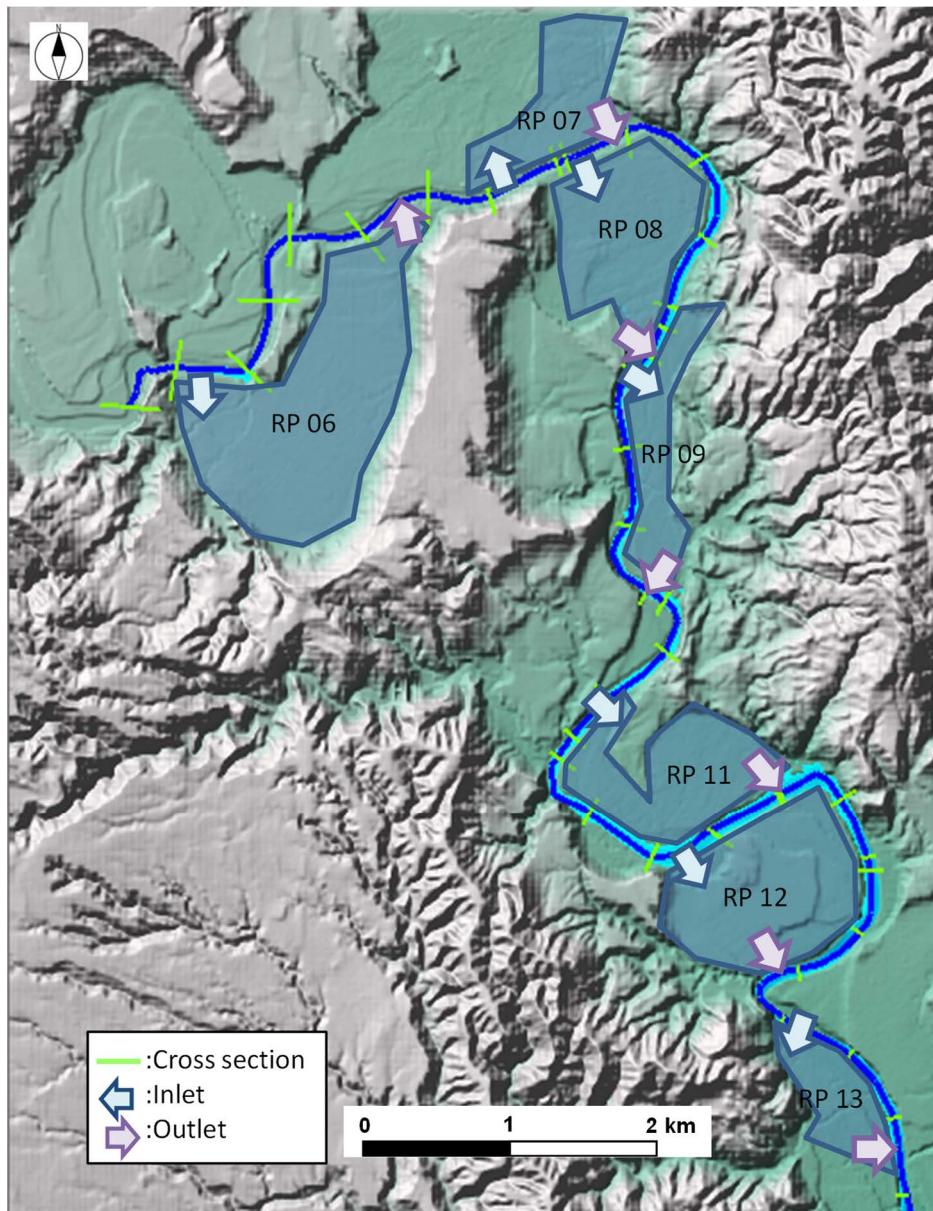 RP 07
RP 08
RP 06
RP 09
RP 11
RP 12
:Cross section
:Inlet
:Outlet
0 1 2 km
RP 13